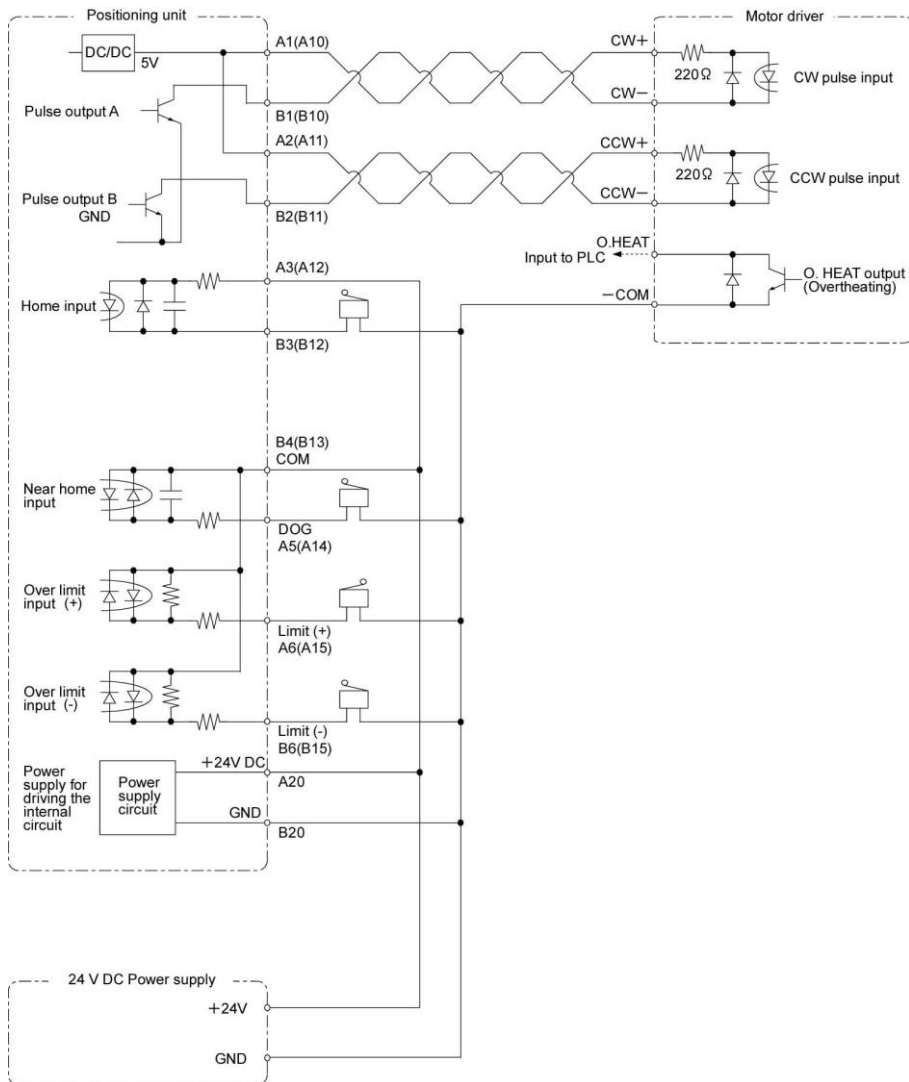 Positioning unit
Motor driver
DC/DC
5V
A1(A10)
CW+
220Ω
CW pulse input
CW−
Pulse output A
B1(B10)
A2(A11)
CCW+
220Ω
CCW pulse input
CCW−
Pulse output B
GND
B2(B11)
O.HEAT
Input to PLC
O. HEAT output
(Overtheating)
−COM
A3(A12)
Home input
B3(B12)
B4(B13)
COM
Near home
input
DOG
A5(A14)
Over limit
input (+)
Limit (+)
A6(A15)
Over limit
input (-)
Limit (-)
B6(B15)
+24V DC
A20
Power
supply for
driving the
internal
circuit
Power
supply
circuit
GND
B20
24 V DC Power supply
+24V
GND